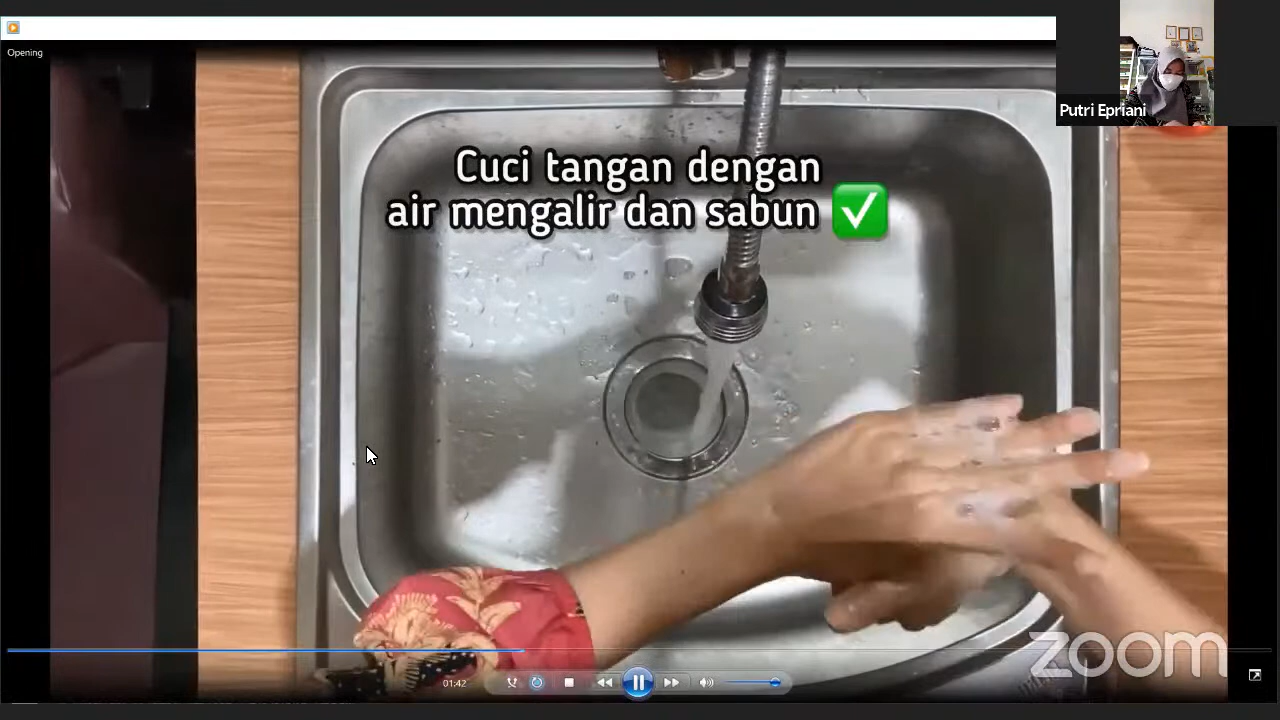 Opening
Putri Epriani
Cuci tangan dengan
air mengalir dan sabun
01:42
zoom